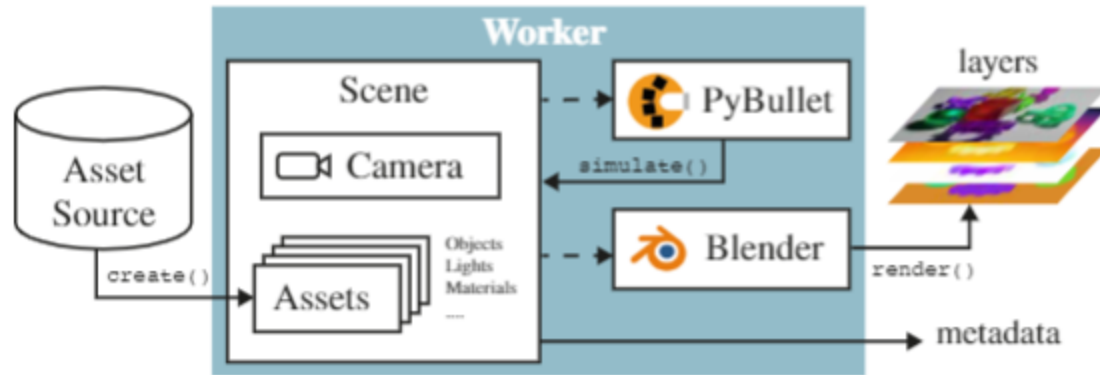 Worker
Scene
Camera
Asset
Source
create()
Assets
Objects
Lights
Materials
....
PyBullet
simulate()
Blender
render()
layers
metadata